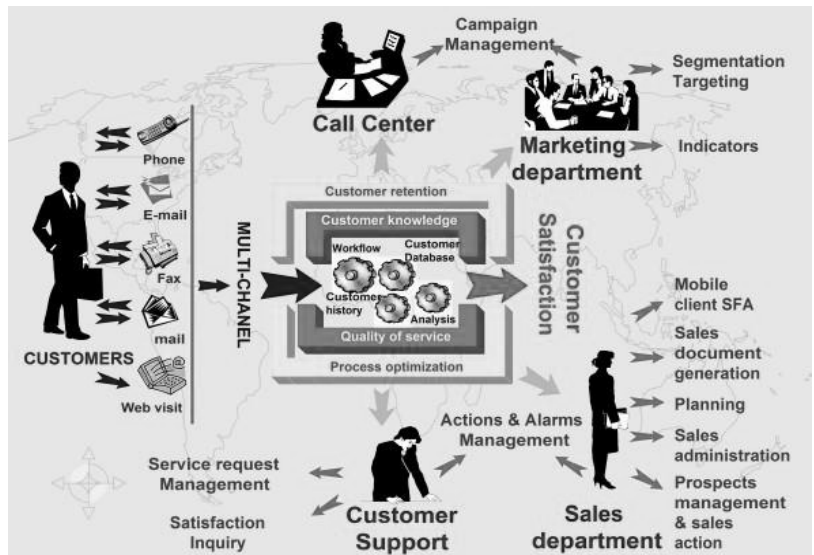 Campaign
Management
Call Center
Segmentation
Targeting
Marketing
department
Indicators
Phone
E-mail
Fax
mail
CUSTOMERS
Web visit
MULTI-CHANEL
Customer retention
Customer knowledge
Workflow
Customer
Database
Customer
history
Analysis
Quality of service
Process optimization
Customer
Satisfaction
Mobile
client SFA
Sales
document
generation
Planning
Sales
administration
Prospects
management
& sales
action
Actions & Alarms
Management
Service request
Management
Satisfaction
Inquiry
Customer
Support
Sales
department